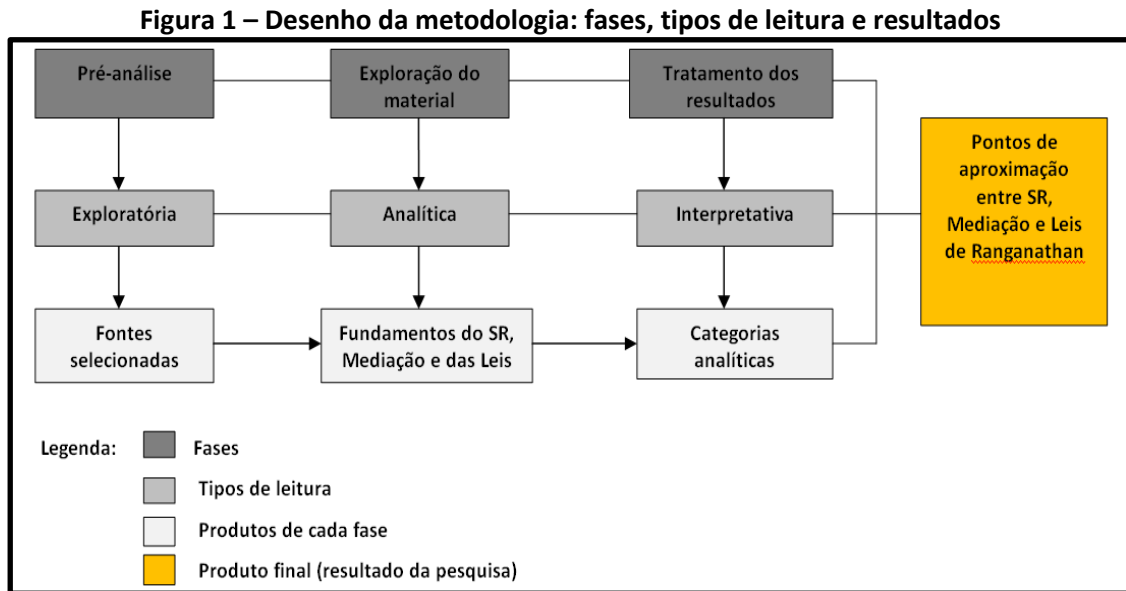 Figura 1 – Desenho da metodologia: fases, tipos de leitura e resultados
Pré-análise
Exploração do
material
Tratamento dos
resultados
Pontos de
aproximação
entre SR,
Mediação e Leis
de Ranganathan
Exploratória
Analítica
Interpretativa
Fontes
selecionadas
Fundamentos do SR,
Mediação e das Leis
Categorias
analíticas
Legenda:
Fases
Tipos de leitura
Produtos de cada fase
Produto final (resultado da pesquisa)